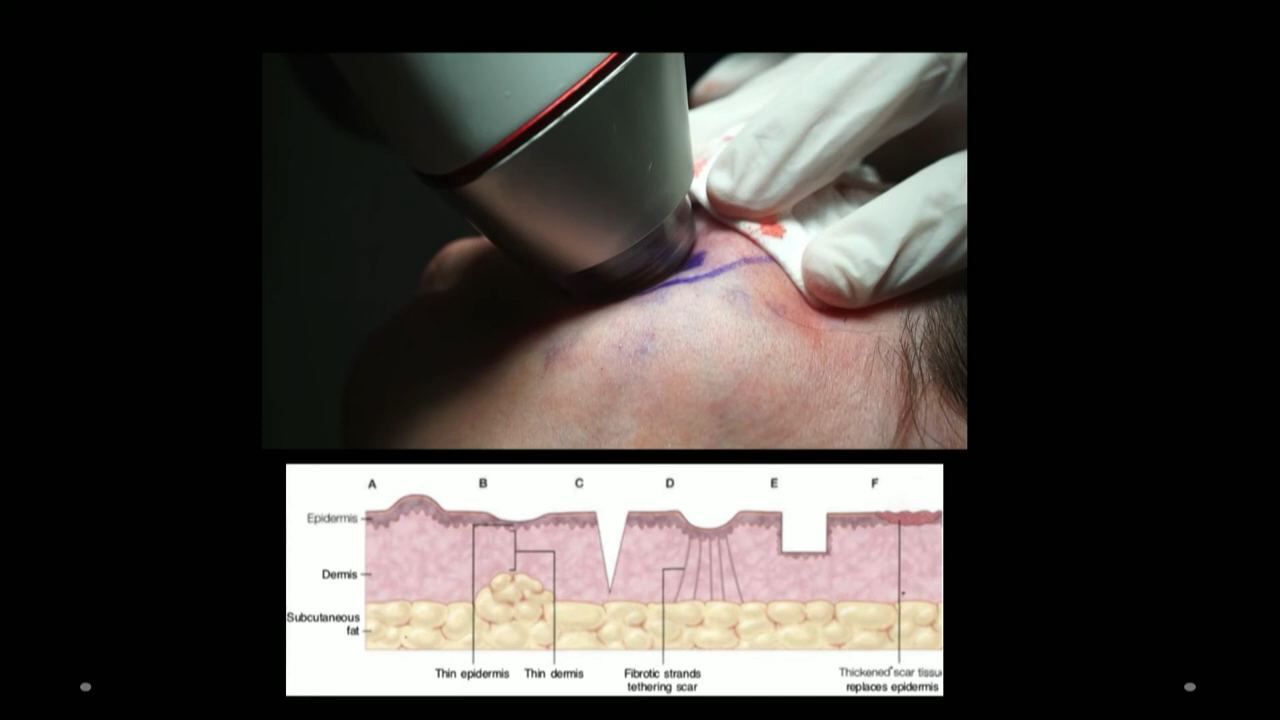 A B C D E F
Epidermis
Dermis
Subcutaneous
fat
Thin epidermis Thin dermis Fibrotic strands
tethering scar
Thickened scar tissu
replaces epidermis